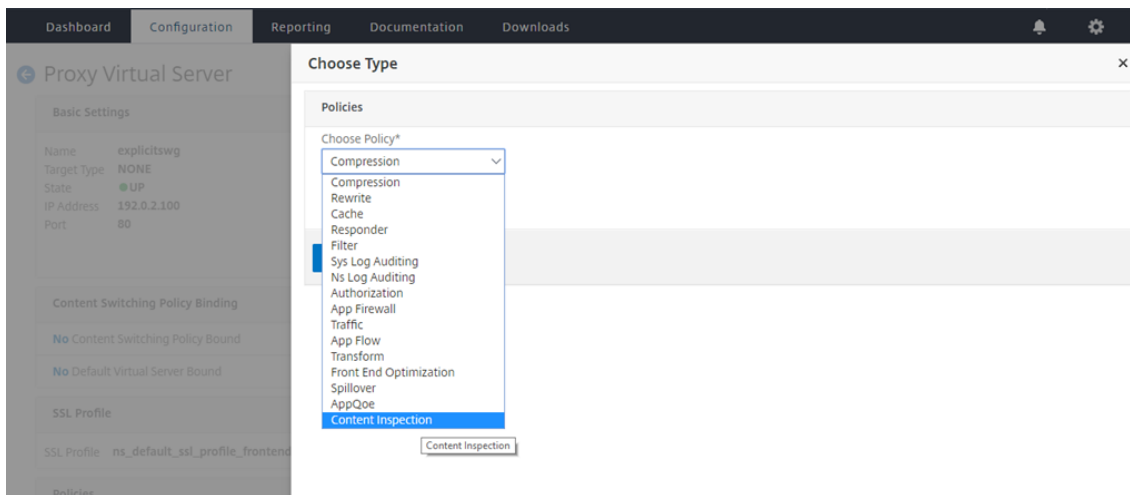 Dashboard Configuration Reporting Documentation Downloads
Proxy Virtual Server
Basic Settings
Name explicitswg
Target Type NONE
State UP
IP Address 192.0.2.100
Port 80
Content Switching Policy Binding
No Content Switching Policy Bound
No Default Virtual Server Bound
SSL Profile
SSL Profile ns_default_ssl_profile_frontend
Policies
Choose Type
Policies
Choose Policy*
Compression
Compression
Rewrite
Cache
Responder
Filter
Sys Log Auditing
Ns Log Auditing
Authorization
App Firewall
Traffic
App Flow
Transform
Front End Optimization
Spillover
AppQoe
Content Inspection
Content Inspection